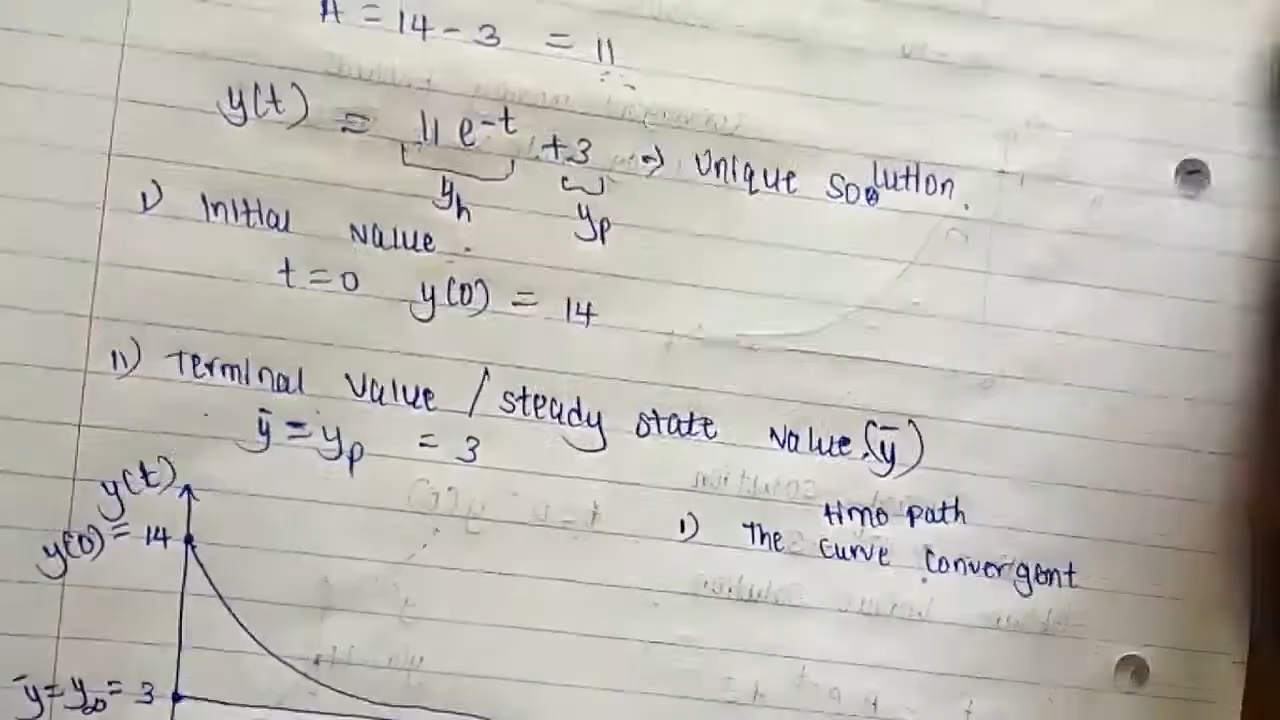 A = 14 - 3 = 11
y(t) = 11 e^-t + 3 => Unique solution.
yh yp
i) Initial value.
t = 0 y(0) = 14
ii) Terminal value / steady state value (ȳ)
ȳ = yp = 3
y(t)
y(0) = 14
time path
i) The curve convergent
ȳ = y∞ = 3